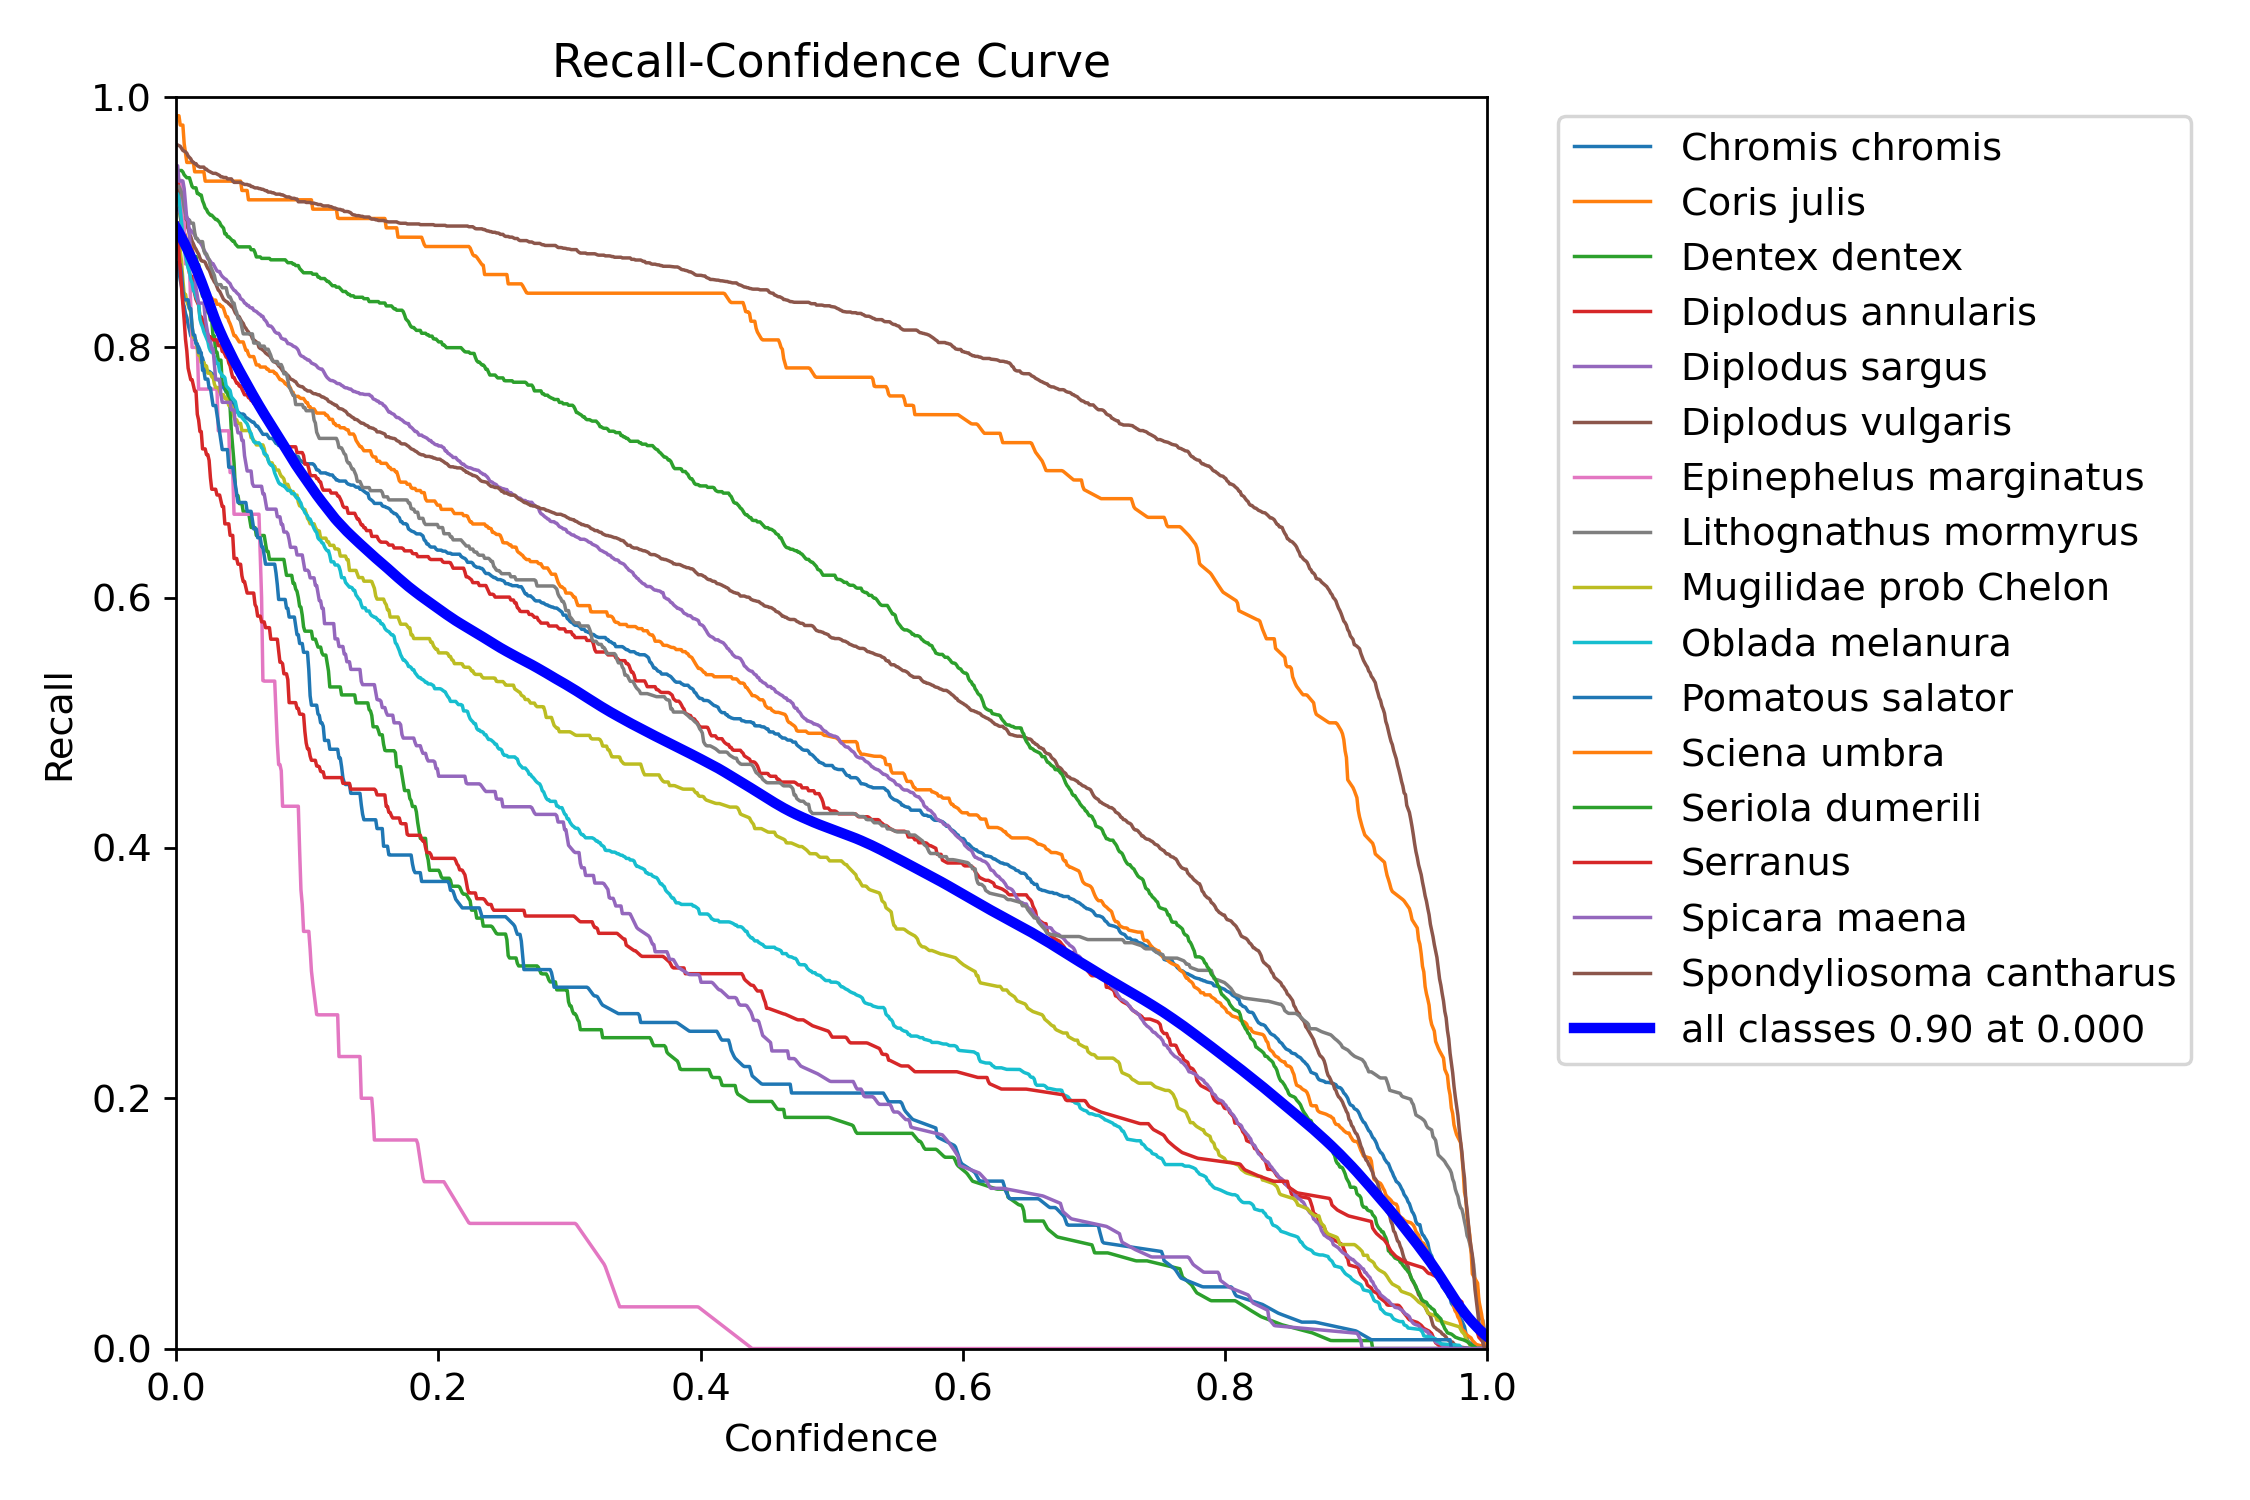 Recall-Confidence Curve
1.0
0.8
0.6
0.4
0.2
0.0
Recall
0.0 0.2 0.4 0.6 0.8 1.0
Confidence
Chromis chromis
Coris julis
Dentex dentex
Diplodus annularis
Diplodus sargus
Diplodus vulgaris
Epinephelus marginatus
Lithognathus mormyrus
Mugilidae prob Chelon
Oblada melanura
Pomatous salator
Sciena umbra
Seriola dumerili
Serranus
Spicara maena
Spondyliosoma cantharus
all classes 0.90 at 0.000